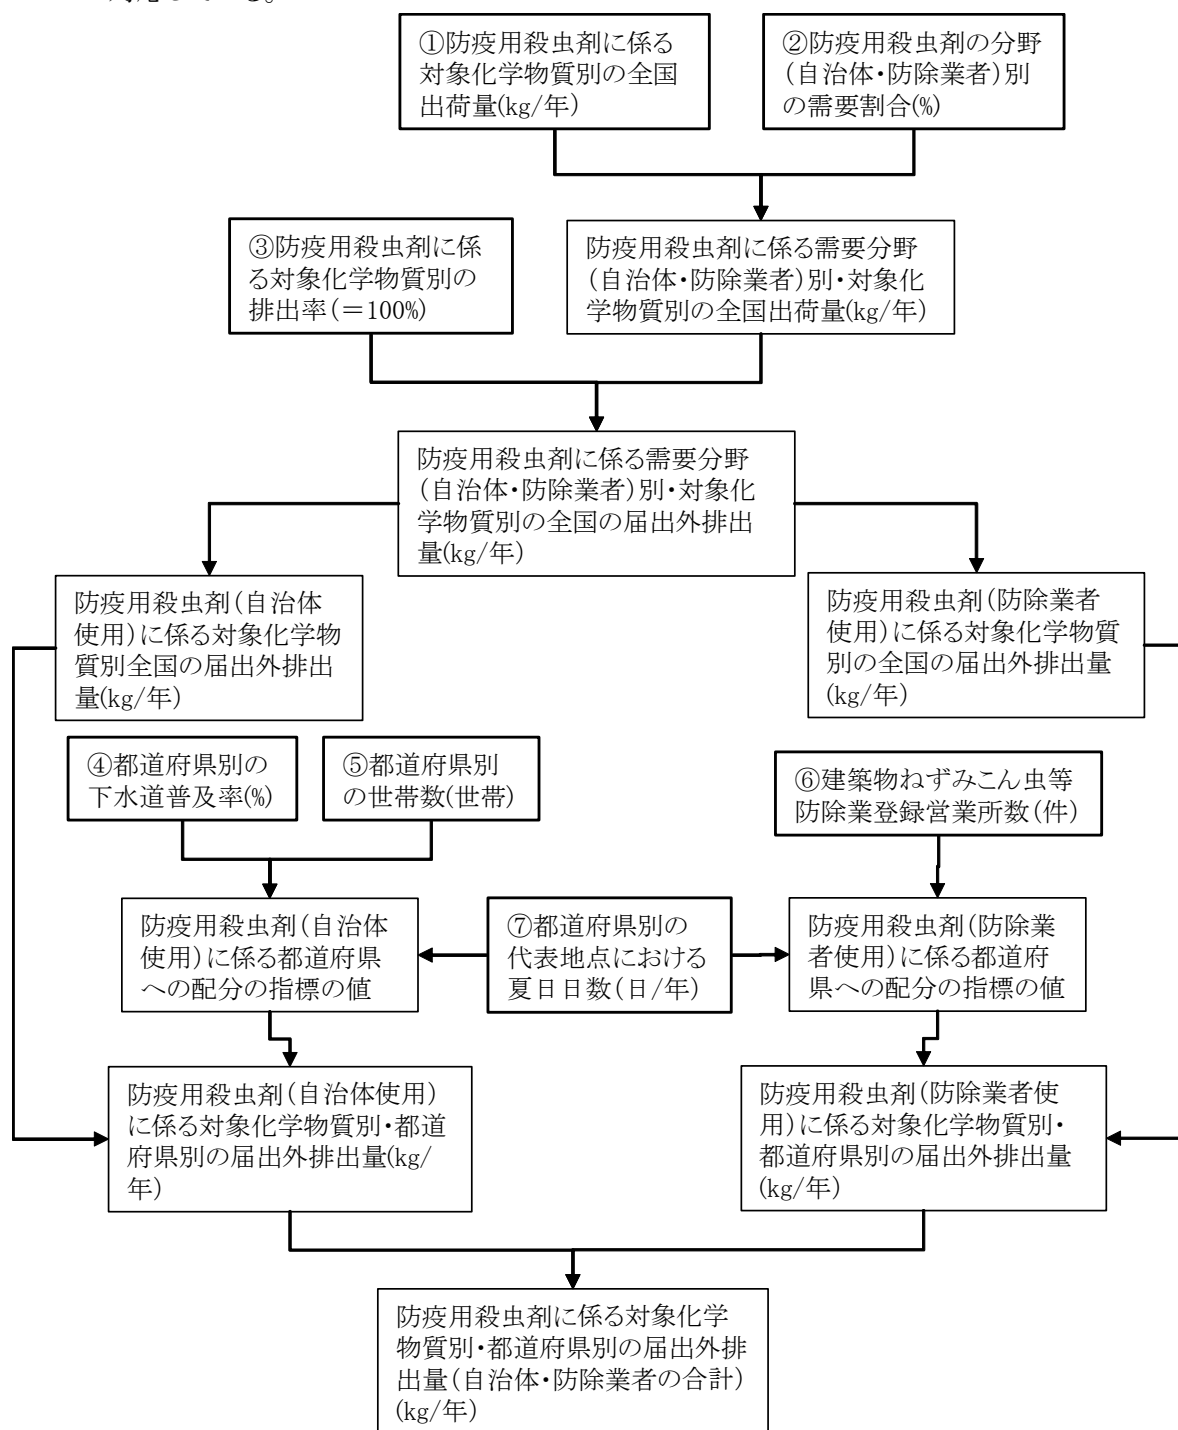 ①防疫用殺虫剤に係る
対象化学物質別の全国
出荷量(kg/年)
②防疫用殺虫剤の分野
(自治体・防除業者)別
の需要割合(%)
③防疫用殺虫剤に係
る対象化学物質別の
排出率(＝100%)
防疫用殺虫剤に係る需要分野
(自治体・防除業者)別・対象化
学物質別の全国出荷量(kg/年)
防疫用殺虫剤に係る需要分野
(自治体・防除業者)別・対象化
学物質別の全国の届出外排出
量(kg/年)
防疫用殺虫剤(自治体
使用)に係る対象化学物
質別全国の届出外排出
量(kg/年)
防疫用殺虫剤(防除業者
使用)に係る対象化学物質
別の全国の届出外排出量
(kg/年)
④都道府県別の
下水道普及率(%)
⑤都道府県別
の世帯数(世帯)
⑥建築物ねずみこん虫等
防除業登録営業所数(件)
防疫用殺虫剤(自治体
使用)に係る都道府県
への配分の指標の値
⑦都道府県別の
代表地点における
夏日日数(日/年)
防疫用殺虫剤(防除業
者使用)に係る都道府
県への配分の指標の値
防疫用殺虫剤(自治体使用)
に係る対象化学物質別・都道
府県別の届出外排出量(kg/
年)
防疫用殺虫剤(防除業者使
用)に係る対象化学物質別・
都道府県別の届出外排出量
(kg/年)
防疫用殺虫剤に係る対象化学
物質別・都道府県別の届出外排
出量(自治体・防除業者の合計)
(kg/年)